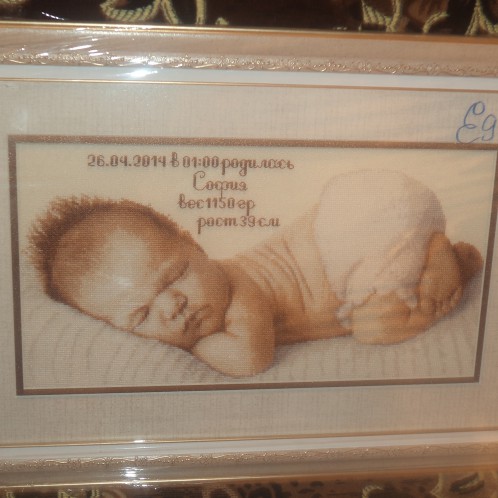 26.04.2014 в 01:00 родилась
София
вес 1150 гр
рост 39 см